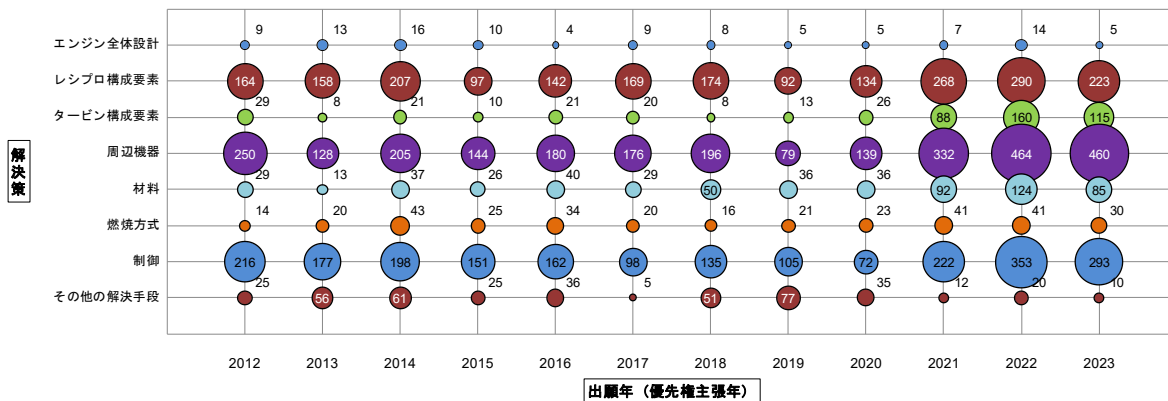 エンジン全体設計 9 13 16 10 4 9 8 5 5 7 14 5
レシプロ構成要素 164 158 207 97 142 169 174 92 134 268 290 223
タービン構成要素 29 8 21 10 21 20 8 13 26 88 160 115
周辺機器 250 128 205 144 180 176 196 79 139 332 464 460
材料 29 13 37 26 40 29 50 36 36 92 124 85
燃焼方式 14 20 43 25 34 20 16 21 23 41 41 30
制御 216 177 198 151 162 98 135 105 72 222 353 293
その他の解決手段 25 56 61 25 36 5 51 77 35 12 20 10
解決策
2012 2013 2014 2015 2016 2017 2018 2019 2020 2021 2022 2023
出願年（優先権主張年）